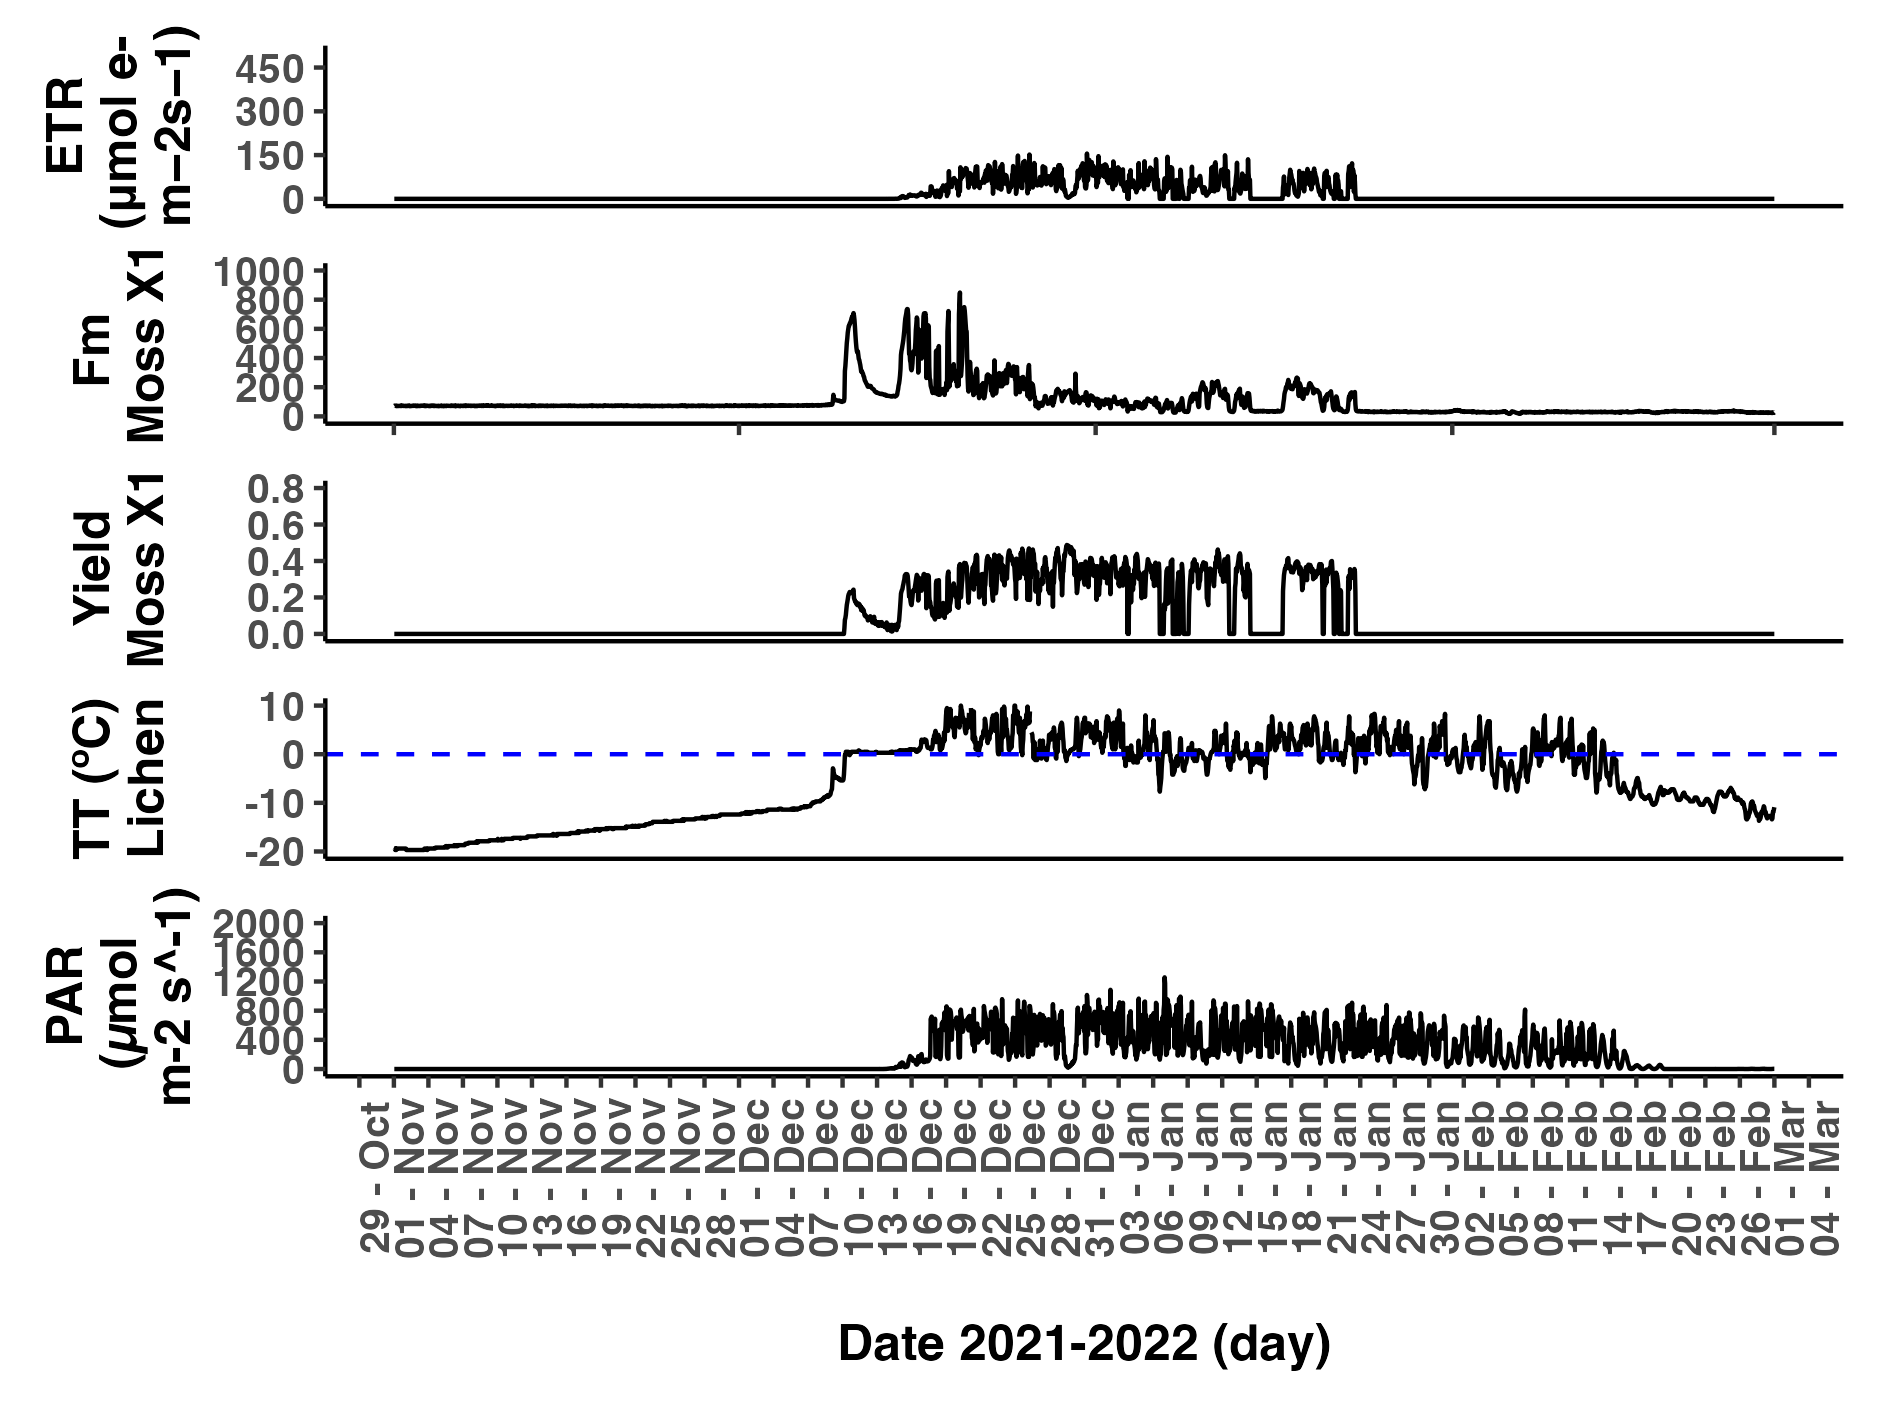 ETR
(µmol e-
m−2s−1)
450
300
150
0
Fm
Moss X1
1000
800
600
400
200
0
Yield
Moss X1
0.8
0.6
0.4
0.2
0.0
TT (ºC)
Lichen
10
0
-10
-20
PAR
(µmol
m-2 s^-1)
2000
1600
1200
800
400
0
29 - Oct
01 - Nov
04 - Nov
07 - Nov
10 - Nov
13 - Nov
16 - Nov
19 - Nov
22 - Nov
25 - Nov
28 - Nov
01 - Dec
04 - Dec
07 - Dec
10 - Dec
13 - Dec
16 - Dec
19 - Dec
22 - Dec
25 - Dec
28 - Dec
31 - Dec
03 - Jan
06 - Jan
09 - Jan
12 - Jan
15 - Jan
18 - Jan
21 - Jan
24 - Jan
27 - Jan
30 - Jan
02 - Feb
05 - Feb
08 - Feb
11 - Feb
14 - Feb
17 - Feb
20 - Feb
23 - Feb
26 - Feb
01 - Mar
04 - Mar
Date 2021-2022 (day)